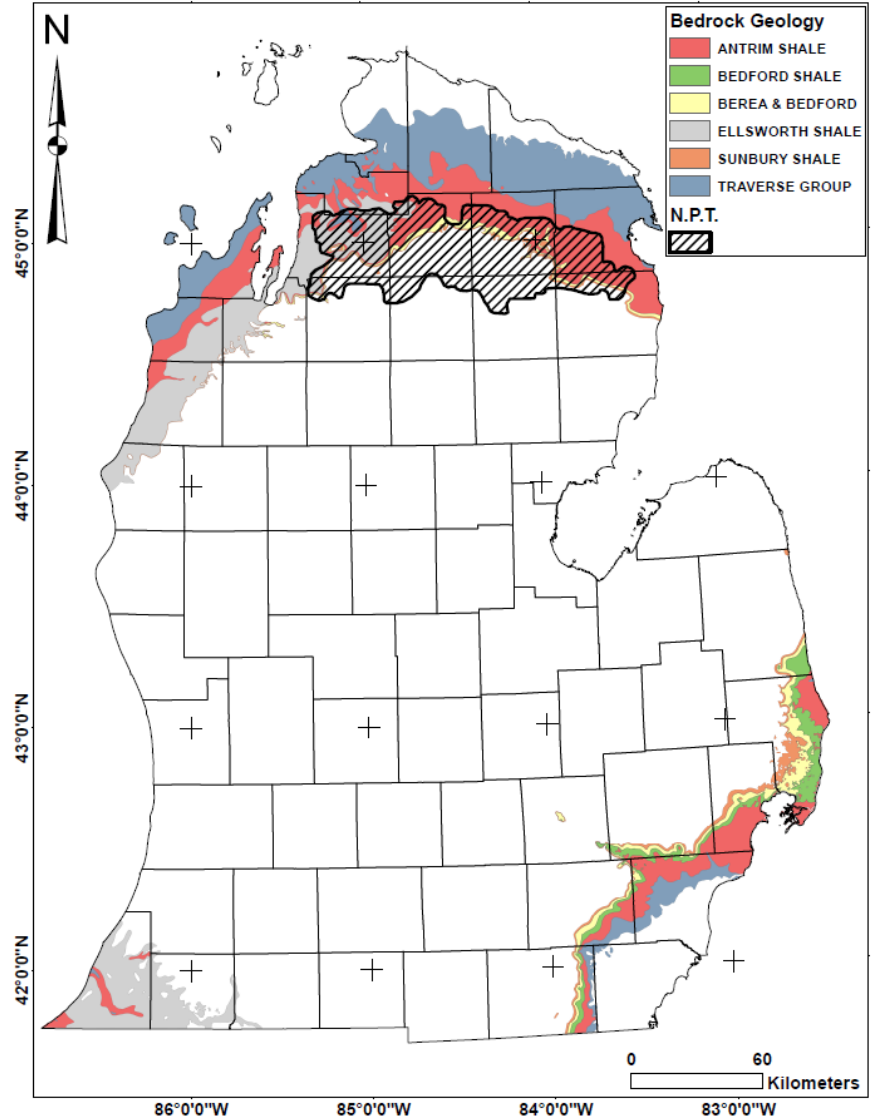 N
Bedrock Geology
ANTRIM SHALE
BEDFORD SHALE
BEREA & BEDFORD
ELLSWORTH SHALE
SUNBURY SHALE
TRAVERSE GROUP
N.P.T.
45°0'0"N
44°0'0"N
43°0'0"N
42°0'0"N
0 60
Kilometers
86°0'0"W 85°0'0"W 84°0'0"W 83°0'0"W